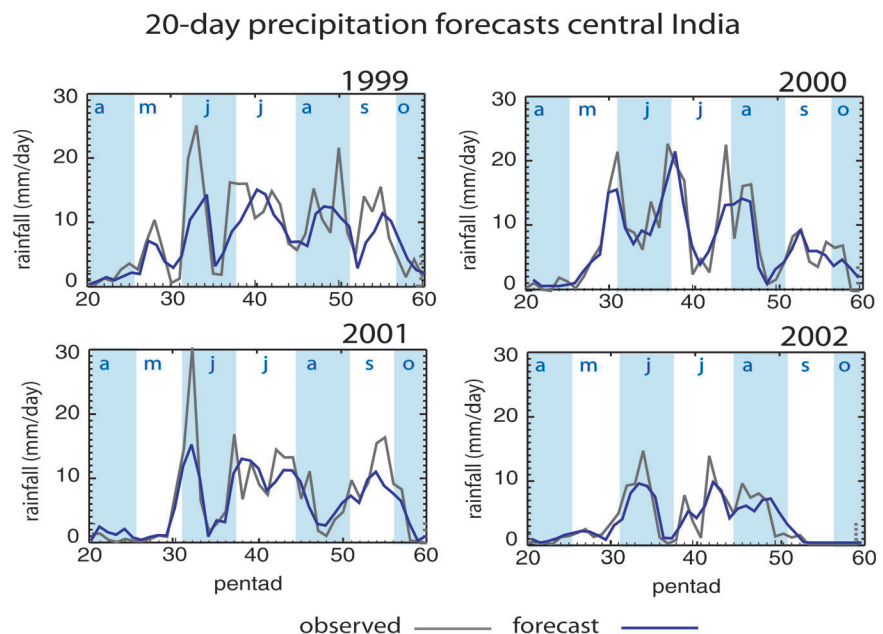 20-day precipitation forecasts central India
1999
30
a m j j a s o
20
10
0
rainfall (mm/day)
20 30 40 50 60
2000
30
a m j j a s o
20
10
0
rainfall (mm/day)
20 30 40 50 60
2001
30
a m j j a s o
20
10
0
rainfall (mm/day)
20 30 40 50 60
pentad
2002
30
a m j j a s o
20
10
0
rainfall (mm/day)
20 30 40 50 60
pentad
observed forecast